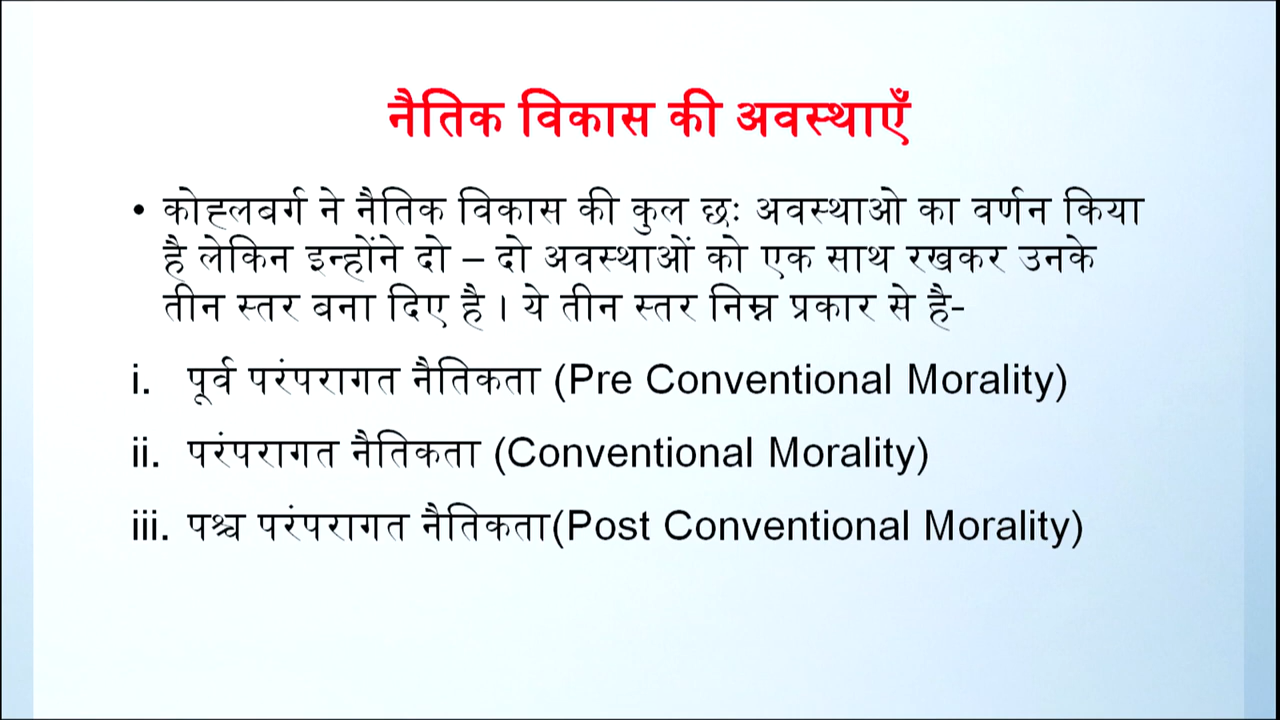 नैतिक विकास की अवस्थाएँ
• कोह्लबर्ग ने नैतिक विकास की कुल छः अवस्थाओ का वर्णन किया
है लेकिन इन्होंने दो – दो अवस्थाओं को एक साथ रखकर उनके
तीन स्तर बना दिए है । ये तीन स्तर निम्न प्रकार से है-
i. पूर्व परंपरागत नैतिकता (Pre Conventional Morality)
ii. परंपरागत नैतिकता (Conventional Morality)
iii. पश्च परंपरागत नैतिकता(Post Conventional Morality)